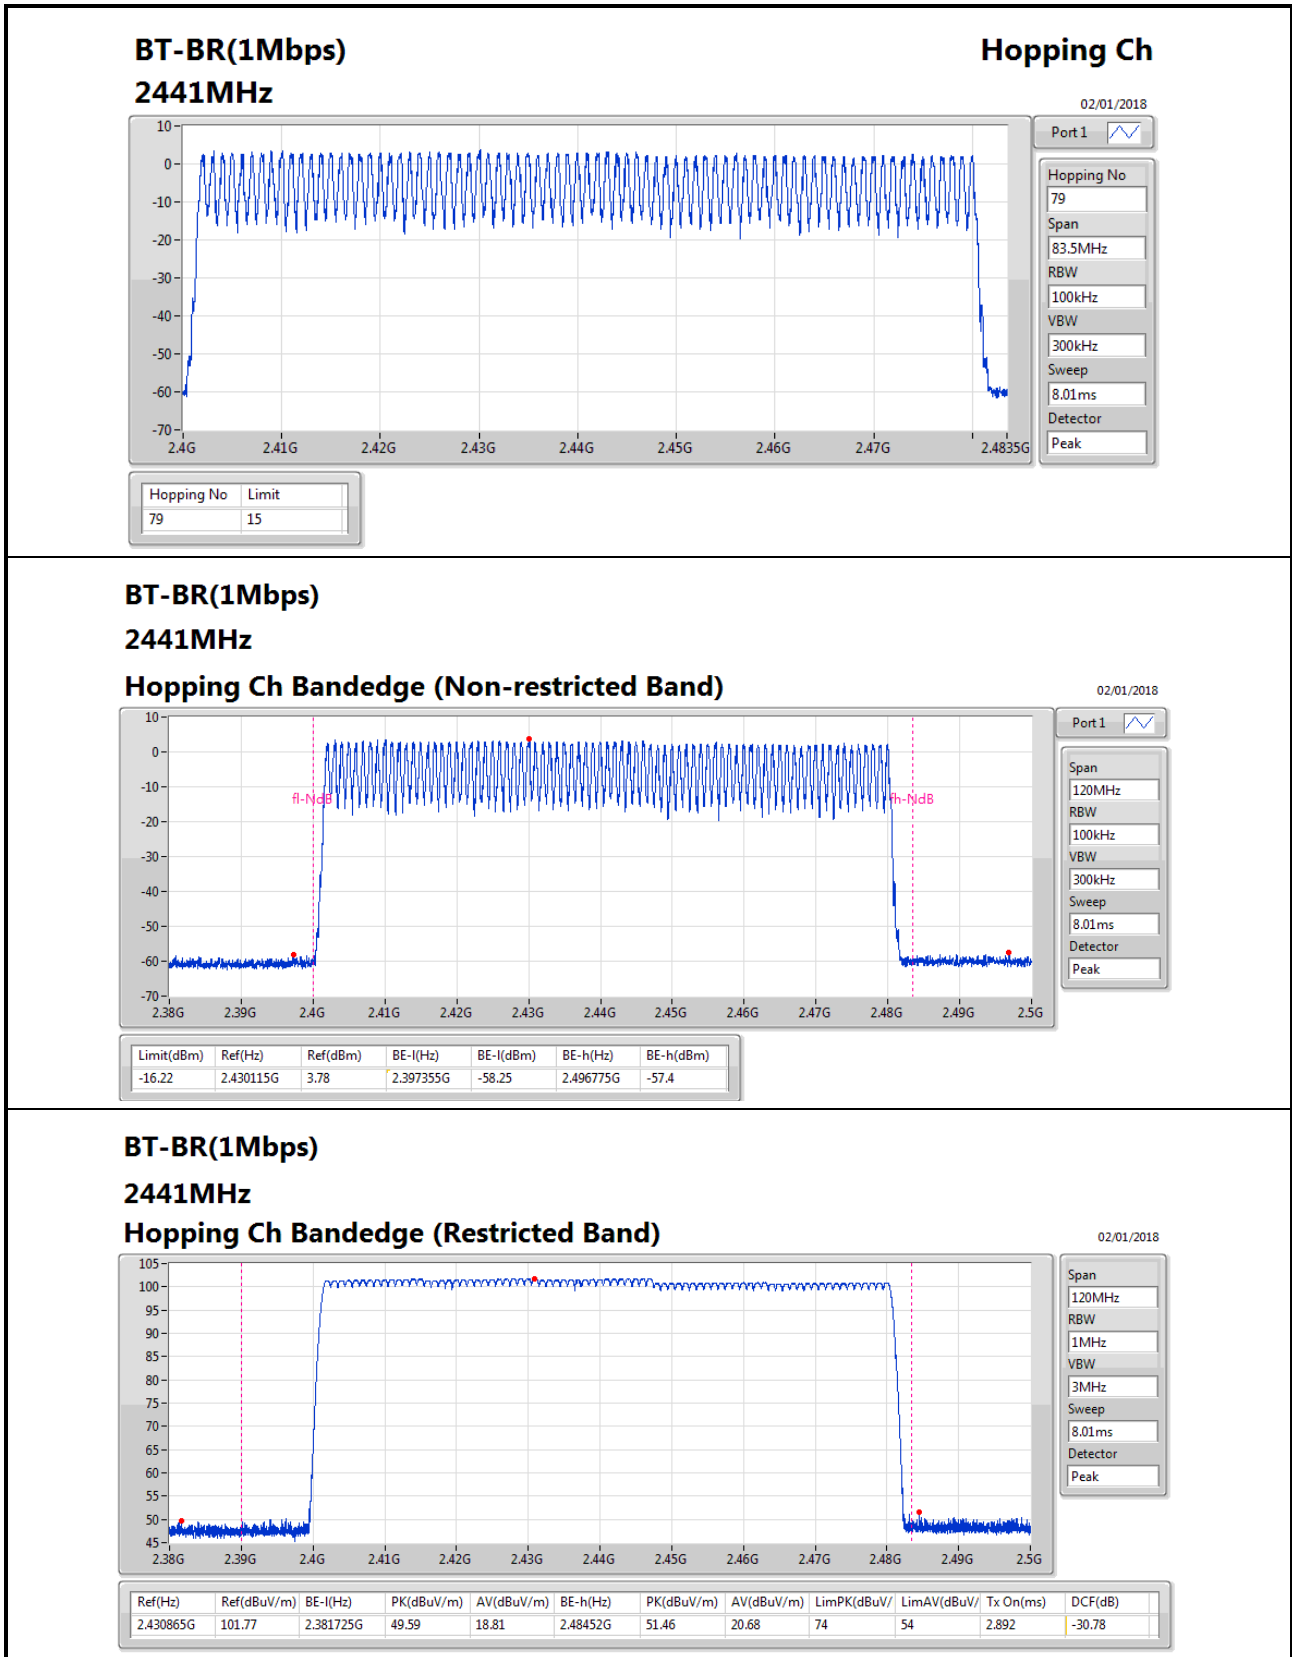 BT-BR(1Mbps) Hopping Ch
2441MHz
02/01/2018
10
0
-10
-20
-30
-40
-50
-60
-70
2.4G 2.41G 2.42G 2.43G 2.44G 2.45G 2.46G 2.47G 2.4835G
Port 1
Hopping No
79
Span
83.5MHz
RBW
100kHz
VBW
300kHz
Sweep
8.01ms
Detector
Peak
Hopping No Limit
79 15
BT-BR(1Mbps)
2441MHz
Hopping Ch Bandedge (Non-restricted Band)
02/01/2018
10
0
-10
-20
-30
-40
-50
-60
-70
fl-NdB fh-NdB
2.38G 2.39G 2.4G 2.41G 2.42G 2.43G 2.44G 2.45G 2.46G 2.47G 2.48G 2.49G 2.5G
Port 1
Span
120MHz
RBW
100kHz
VBW
300kHz
Sweep
8.01ms
Detector
Peak
Limit(dBm) Ref(Hz) Ref(dBm) BE-l(Hz) BE-l(dBm) BE-h(Hz) BE-h(dBm)
-16.22 2.430115G 3.78 2.397355G -58.25 2.496775G -57.4
BT-BR(1Mbps)
2441MHz
Hopping Ch Bandedge (Restricted Band)
02/01/2018
105
100
95
90
85
80
75
70
65
60
55
50
45
2.38G 2.39G 2.4G 2.41G 2.42G 2.43G 2.44G 2.45G 2.46G 2.47G 2.48G 2.49G 2.5G
Span
120MHz
RBW
1MHz
VBW
3MHz
Sweep
8.01ms
Detector
Peak
Ref(Hz) Ref(dBuV/m) BE-l(Hz) PK(dBuV/m) AV(dBuV/m) BE-h(Hz) PK(dBuV/m) AV(dBuV/m) LimPK(dBuV/ LimAV(dBuV/ Tx On(ms) DCF(dB)
2.430865G 101.77 2.381725G 49.59 18.81 2.48452G 51.46 20.68 74 54 2.892 -30.78